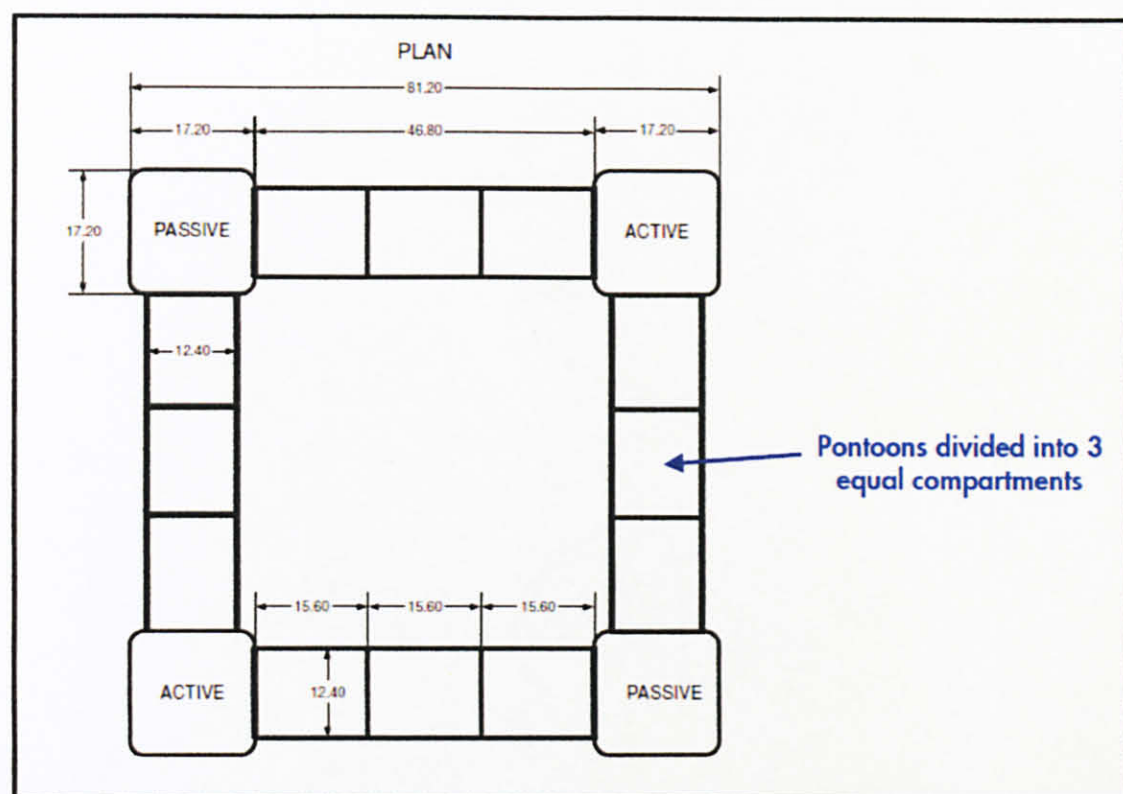 PLAN
81.20
17.20 46.80 17.20
17.20
PASSIVE
ACTIVE
12.40
Pontoons divided into 3
equal compartments
15.60 15.60 15.60
12.40
ACTIVE
PASSIVE